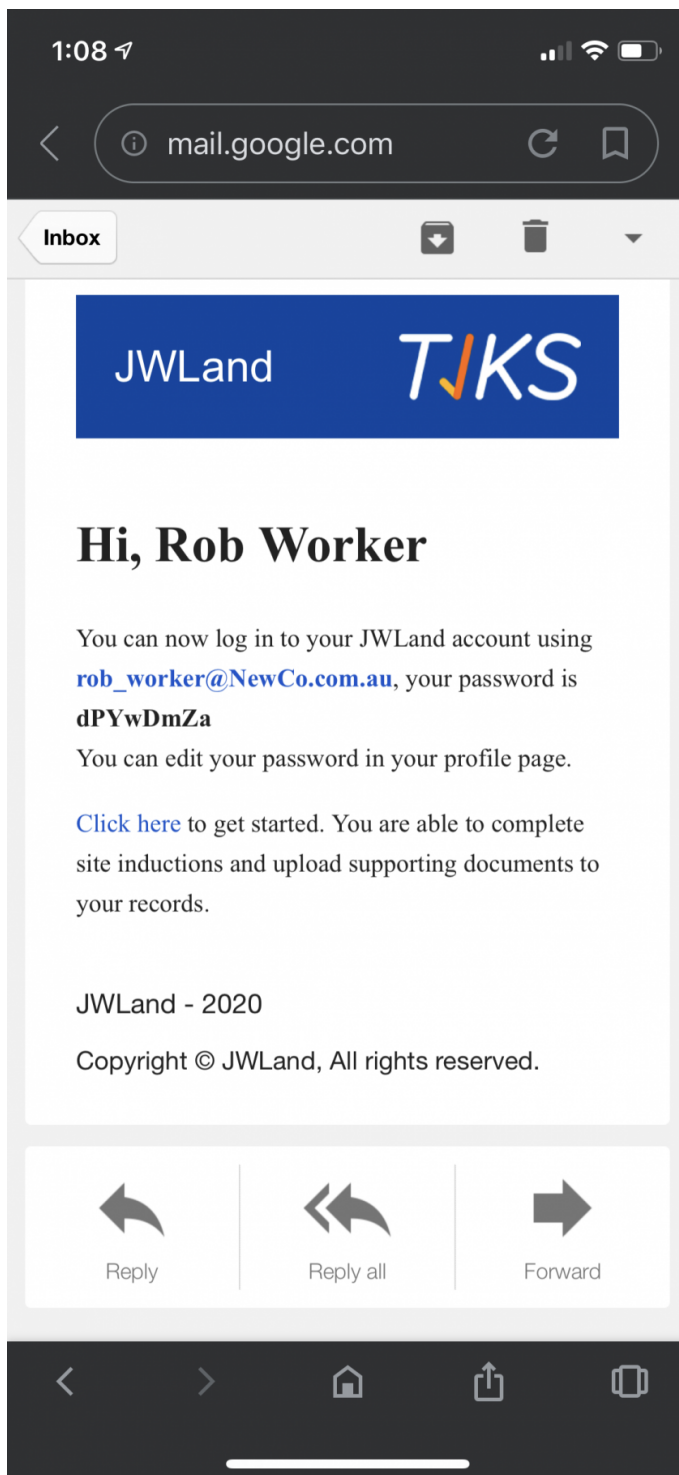 1:08
mail.google.com
Inbox
JWLand
TIKS
Hi, Rob Worker
You can now log in to your JWLand account using
rob_worker@NewCo.com.au, your password is
dPYwDmZa
You can edit your password in your profile page.
Click here to get started. You are able to complete
site inductions and upload supporting documents to
your records.
JWLand - 2020
Copyright © JWLand, All rights reserved.
Reply
Reply all
Forward